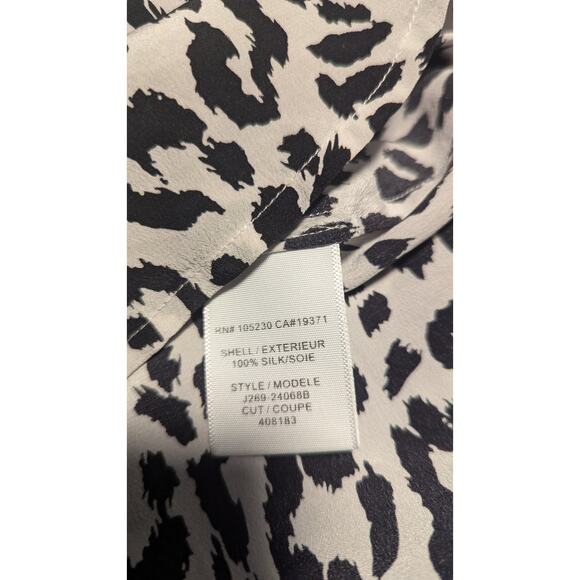 RN# 105230 CA#19371
SHELL / EXTERIEUR
100% SILK/SOIE
STYLE / MODELE
J269-24068B
CUT / COUPE
408183